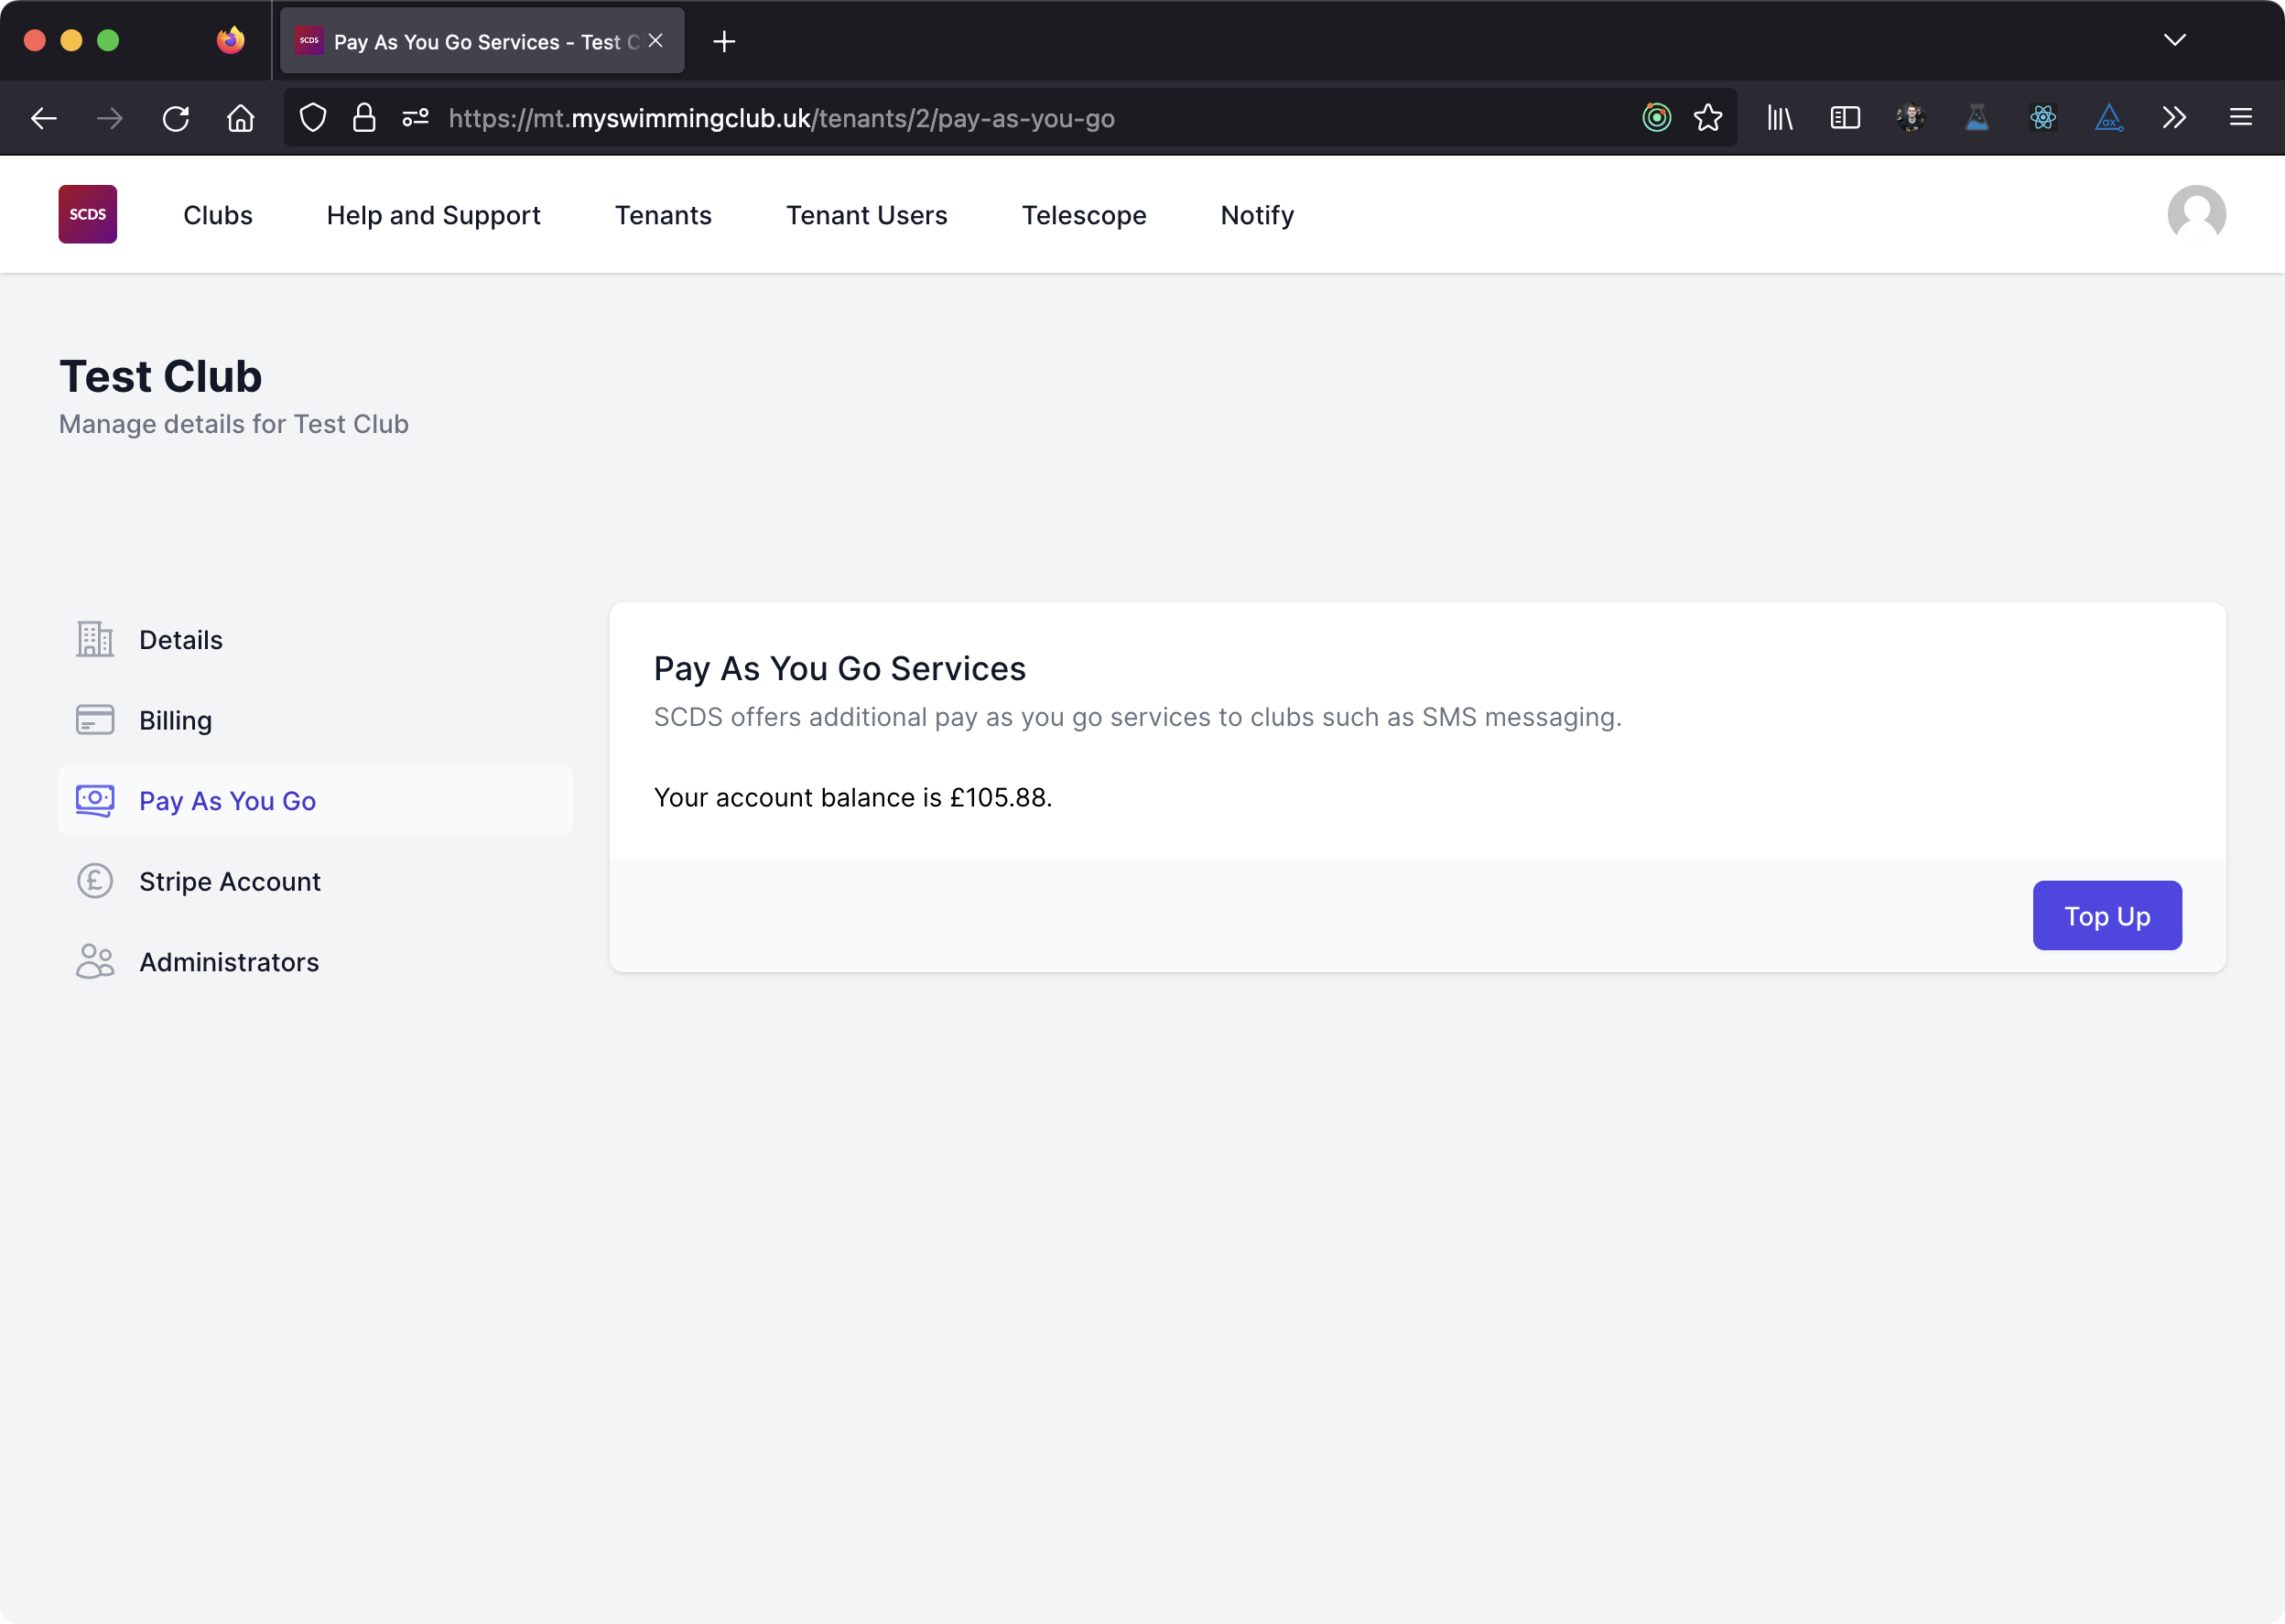 SCDS
Pay As You Go Services - Test C
https://mt.myswimmingclub.uk/tenants/2/pay-as-you-go
ax
SCDS
Clubs
Help and Support
Tenants
Tenant Users
Telescope
Notify
Test Club
Manage details for Test Club
Details
Billing
Pay As You Go
£
Stripe Account
Administrators
Pay As You Go Services
SCDS offers additional pay as you go services to clubs such as SMS messaging.
Your account balance is £105.88.
Top Up